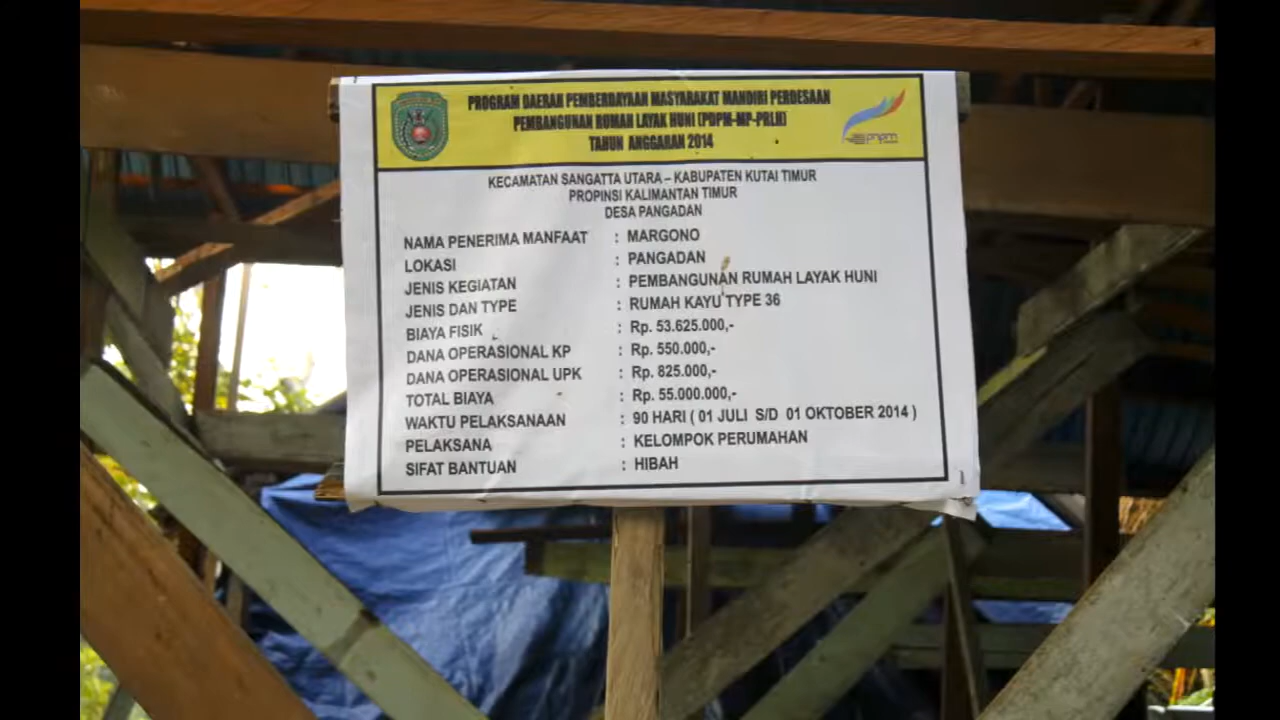 PROGRAM DAERAH PEMBERDAYAAN MASYARAKAT MANDIRI PERDESAAN
PEMBANGUNAN RUMAH LAYAK HUNI (PDPM-MP-PRLH)
TAHUN ANGGARAN 2014
pnpm
KECAMATAN SANGATTA UTARA – KABUPATEN KUTAI TIMUR
PROPINSI KALIMANTAN TIMUR
DESA PANGADAN
NAMA PENERIMA MANFAAT : MARGONO
LOKASI : PANGADAN
JENIS KEGIATAN : PEMBANGUNAN RUMAH LAYAK HUNI
JENIS DAN TYPE : RUMAH KAYU TYPE 36
BIAYA FISIK : Rp. 53.625.000,-
DANA OPERASIONAL KP : Rp. 550.000,-
DANA OPERASIONAL UPK : Rp. 825.000,-
TOTAL BIAYA : Rp. 55.000.000,-
WAKTU PELAKSANAAN : 90 HARI ( 01 JULI S/D 01 OKTOBER 2014 )
PELAKSANA : KELOMPOK PERUMAHAN
SIFAT BANTUAN : HIBAH